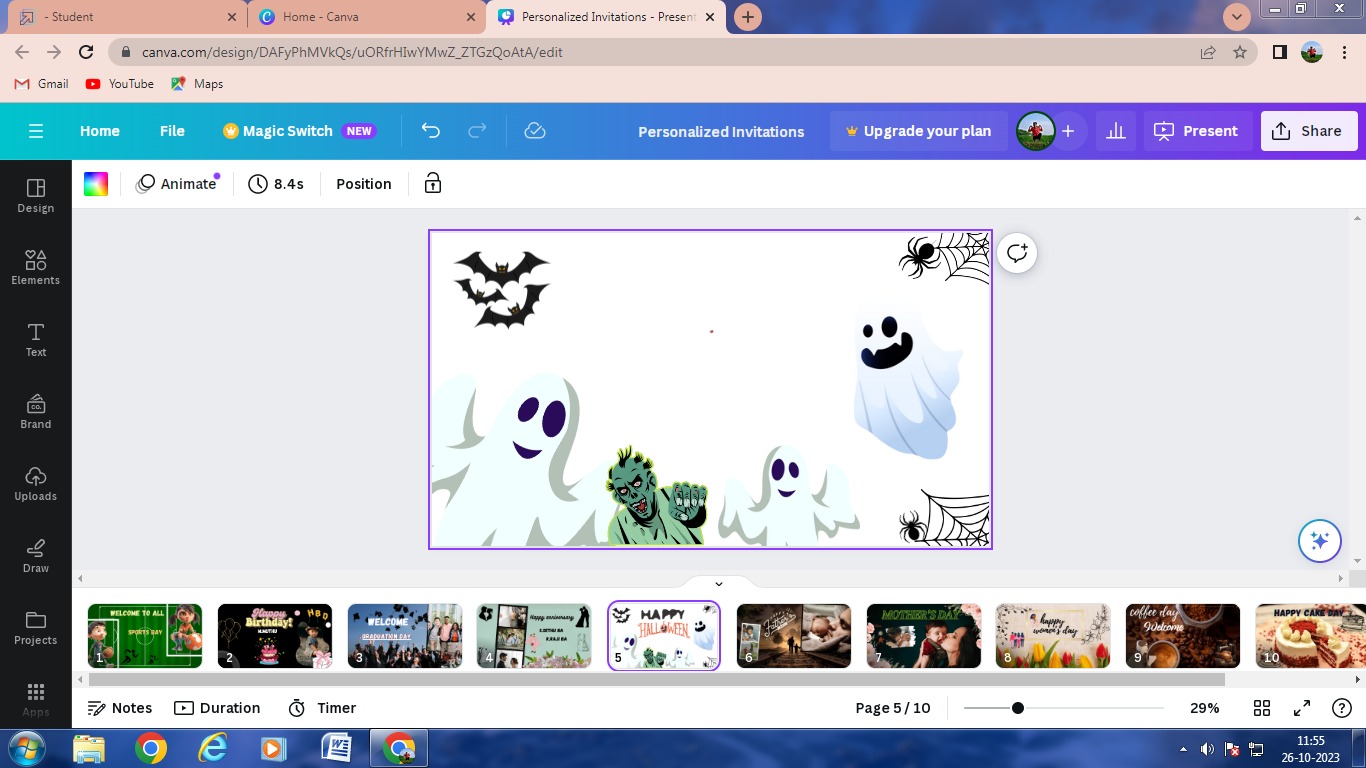 - Student
Home - Canva
Personalized Invitations - Present
canva.com/design/DAFyPhMVkQs/uORfrHIwYMwZ_ZTGzQoAtA/edit
Gmail
YouTube
Maps
Home
File
Magic Switch
NEW
Personalized Invitations
Upgrade your plan
Present
Share
Animate
8.4s
Position
Design
Elements
Text
CO.
Brand
Uploads
Draw
Projects
Apps
WELCOME TO ALL
SPORTS DAY
1
Happy
Birthday!
HBD
2
WELCOME
GRADUATION DAY
3
Happy anniversary
4
HAPPY
HALLOWEEN
5
Father's
6
MOTHER'S DAY
7
happy
women's day
8
coffee day
Welcome
9
HAPPY CAKE DAY
10
Notes
Duration
Timer
Page 5 / 10
29%
11:55
26-10-2023